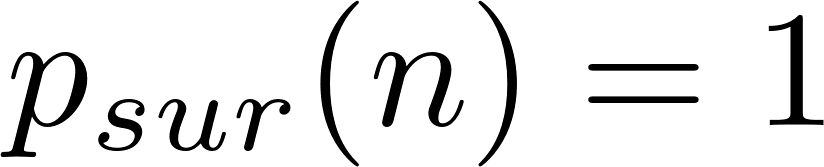 p_{sur}(n) = 1